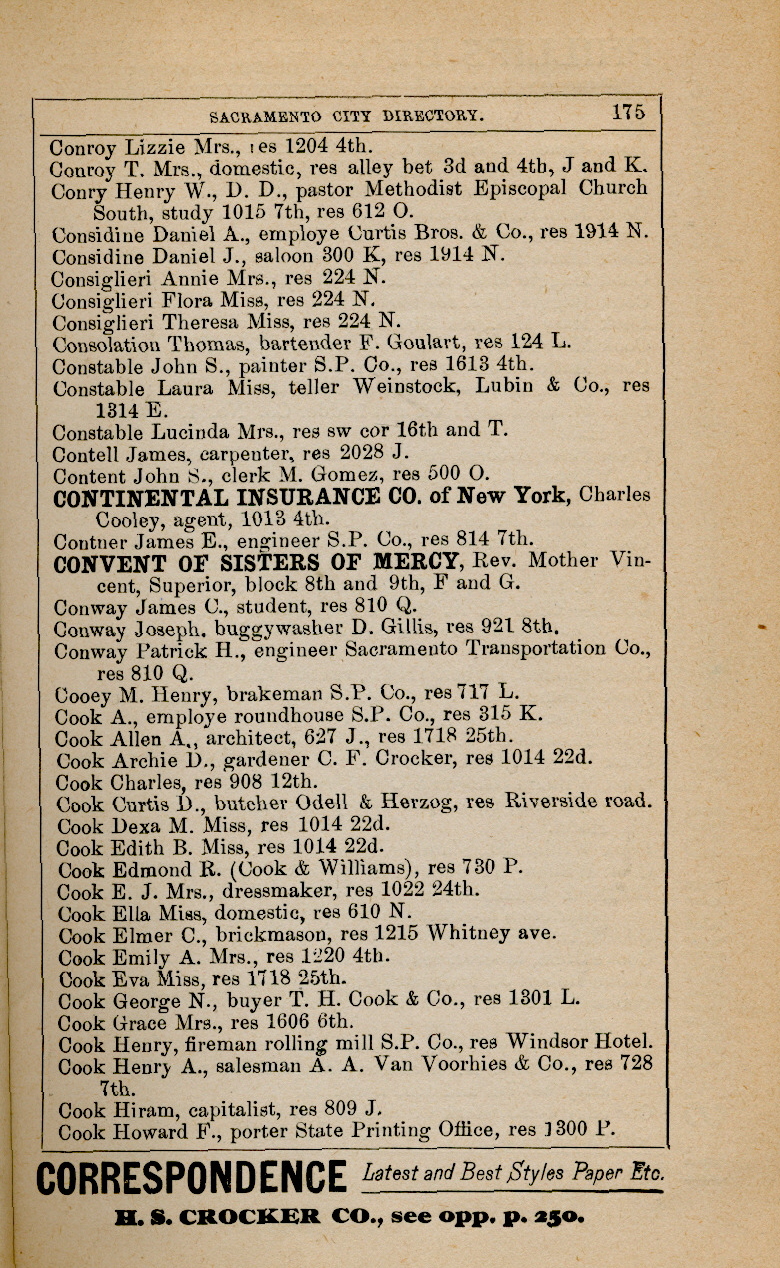 SACRAMENTO CITY DIRECTORY. 175
Conroy Lizzie Mrs., res 1204 4th.
Conroy T. Mrs., domestic, res alley bet 3d and 4th, J and K.
Conry Henry W., D. D., pastor Methodist Episcopal Church
South, study 1015 7th, res 612 O.
Considine Daniel A., employe Curtis Bros. & Co., res 1914 N.
Considine Daniel J., saloon 300 K, res 1914 N.
Consiglieri Annie Mrs., res 224 N.
Consiglieri Flora Miss, res 224 N.
Consiglieri Theresa Miss, res 224 N.
Consolation Thomas, bartender F. Goulart, res 124 L.
Constable John S., painter S.P. Co., res 1613 4th.
Constable Laura Miss, teller Weinstock, Lubin & Co., res
1314 E.
Constable Lucinda Mrs., res sw cor 16th and T.
Contell James, carpenter, res 2028 J.
Content John S., clerk M. Gomez, res 500 O.
CONTINENTAL INSURANCE CO. of New York, Charles
Cooley, agent, 1013 4th.
Contner James E., engineer S.P. Co., res 814 7th.
CONVENT OF SISTERS OF MERCY, Rev. Mother Vin-
cent, Superior, block 8th and 9th, F and G.
Conway James C., student, res 810 Q.
Conway Joseph, buggywasher D. Gillis, res 921 8th.
Conway Patrick H., engineer Sacramento Transportation Co.,
res 810 Q.
Cooey M. Henry, brakeman S.P. Co., res 717 L.
Cook A., employe roundhouse S.P. Co., res 315 K.
Cook Allen A., architect, 627 J., res 1718 25th.
Cook Archie D., gardener C. F. Crocker, res 1014 22d.
Cook Charles, res 908 12th.
Cook Curtis D., butcher Odell & Herzog, res Riverside road.
Cook Dexa M. Miss, res 1014 22d.
Cook Edith B. Miss, res 1014 22d.
Cook Edmond R. (Cook & Williams), res 730 P.
Cook E. J. Mrs., dressmaker, res 1022 24th.
Cook Ella Miss, domestic, res 610 N.
Cook Elmer C., brickmason, res 1215 Whitney ave.
Cook Emily A. Mrs., res 1220 4th.
Cook Eva Miss, res 1718 25th.
Cook George N., buyer T. H. Cook & Co., res 1301 L.
Cook Grace Mrs., res 1606 6th.
Cook Henry, fireman rolling mill S.P. Co., res Windsor Hotel.
Cook Henry A., salesman A. A. Van Voorhies & Co., res 728
7th.
Cook Hiram, capitalist, res 809 J.
Cook Howard F., porter State Printing Office, res 1300 P.
CORRESPONDENCE Latest and Best Styles Paper Etc.
H. S. CROCKER CO., see opp. p. 250.